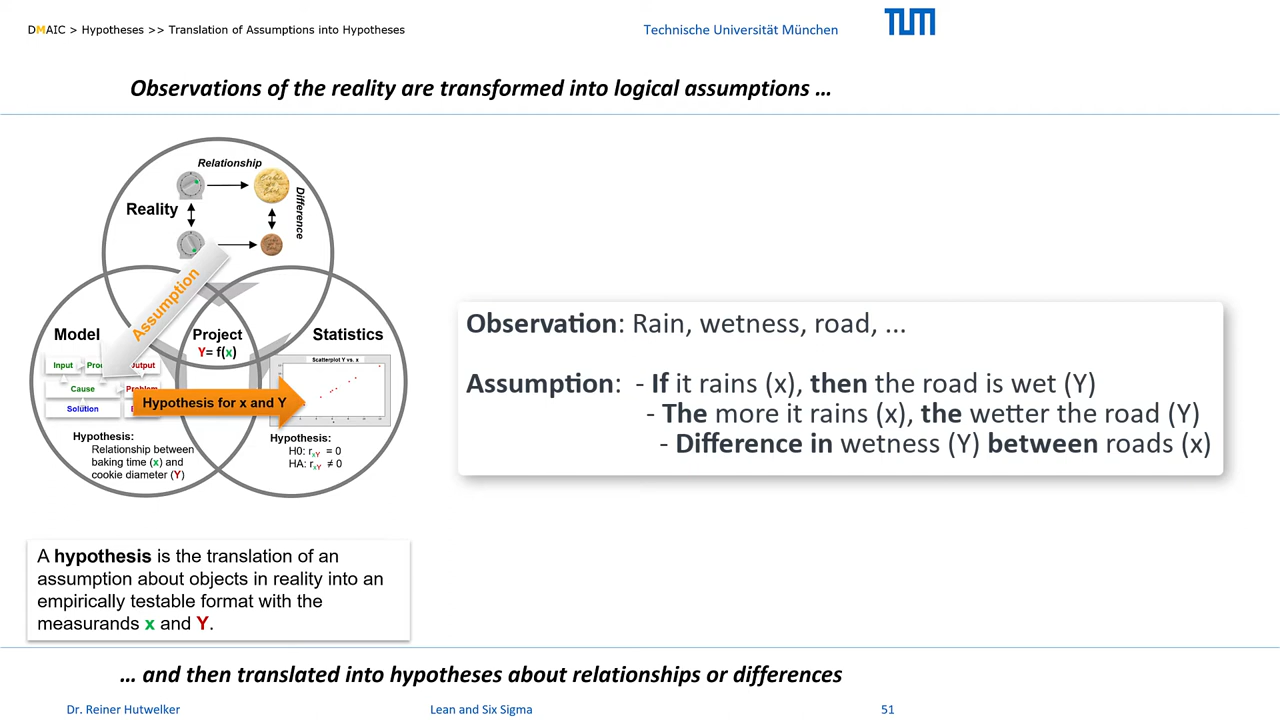 DMAIC > Hypotheses >> Translation of Assumptions into Hypotheses
Technische Universität München
TUM
Observations of the reality are transformed into logical assumptions …
Relationship
Difference
Reality
Assumption
Model
Project
Y= f(x)
Statistics
Input
Output
Cause
Solution
Hypothesis for x and Y
Scatterplot Y vs. x
Hypothesis:
Relationship between
baking time (x) and
cookie diameter (Y)
Hypothesis:
H0: rxY = 0
HA: rxY ≠ 0
Observation: Rain, wetness, road, ...
Assumption: - If it rains (x), then the road is wet (Y)
- The more it rains (x), the wetter the road (Y)
- Difference in wetness (Y) between roads (x)
A hypothesis is the translation of an
assumption about objects in reality into an
empirically testable format with the
measurands x and Y.
… and then translated into hypotheses about relationships or differences
Dr. Reiner Hutwelker
Lean and Six Sigma
51